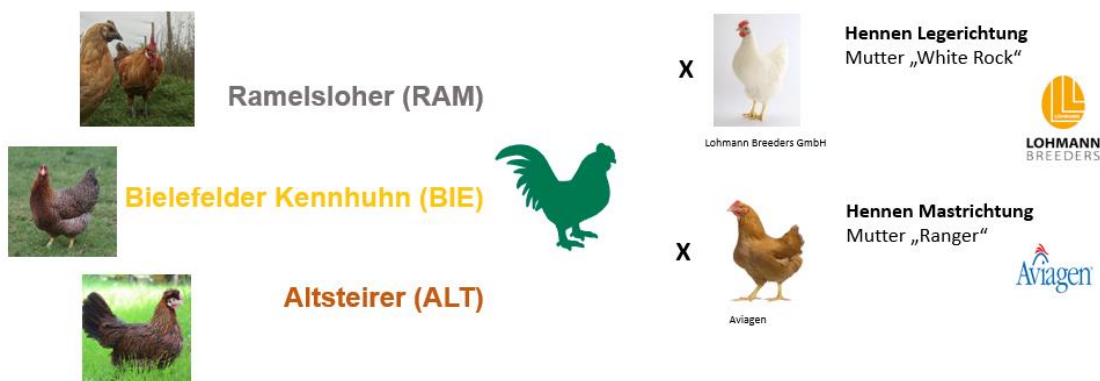 Ramelsloher (RAM)
Bielefelder Kennhuhn (BIE)
Altsteirer (ALT)
X
Lohmann Breeders GmbH
Hennen Legerichtung
Mutter „White Rock“
LOHMANN
BREEDERS
X
Aviagen
Hennen Mastrichtung
Mutter „Ranger“
Aviagen